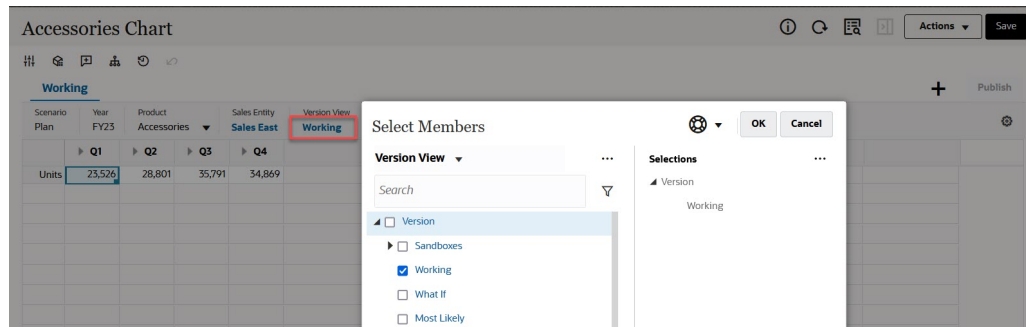 Accessories Chart
Actions
Save
Working
Publish
Scenario Year Product Sales Entity Version View
Plan FY23 Accessories Sales East Working
Q1 Q2 Q3 Q4
Units 23,526 28,801 35,791 34,869
Select Members
OK
Cancel
Version View
Search
Version
Sandboxes
Working
What If
Most Likely
Selections
Version
Working